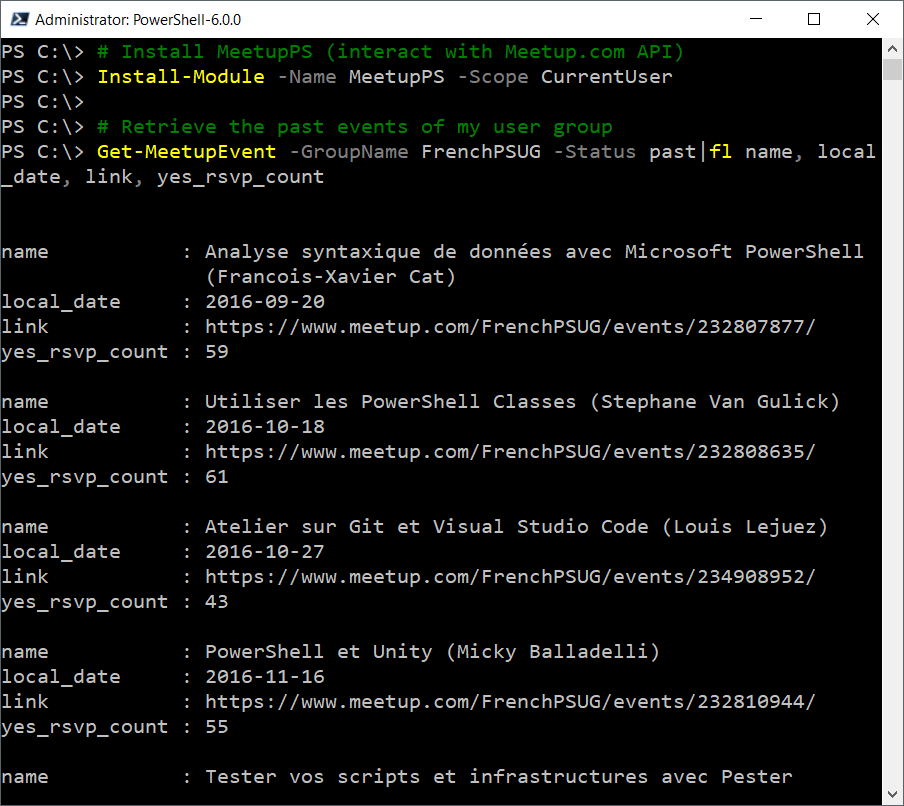 Administrator: PowerShell-6.0.0
PS C:\> # Install MeetupPS (interact with Meetup.com API)
PS C:\> Install-Module -Name MeetupPS -Scope CurrentUser
PS C:\>
PS C:\> # Retrieve the past events of my user group
PS C:\> Get-MeetupEvent -GroupName FrenchPSUG -Status past|fl name, local
_date, link, yes_rsvp_count
name           : Analyse syntaxique de données avec Microsoft PowerShell
                 (Francois-Xavier Cat)
local_date     : 2016-09-20
link           : https://www.meetup.com/FrenchPSUG/events/232807877/
yes_rsvp_count : 59
name           : Utiliser les PowerShell Classes (Stephane Van Gulick)
local_date     : 2016-10-18
link           : https://www.meetup.com/FrenchPSUG/events/232808635/
yes_rsvp_count : 61
name           : Atelier sur Git et Visual Studio Code (Louis Lejuez)
local_date     : 2016-10-27
link           : https://www.meetup.com/FrenchPSUG/events/234908952/
yes_rsvp_count : 43
name           : PowerShell et Unity (Micky Balladelli)
local_date     : 2016-11-16
link           : https://www.meetup.com/FrenchPSUG/events/232810944/
yes_rsvp_count : 55
name           : Tester vos scripts et infrastructures avec Pester